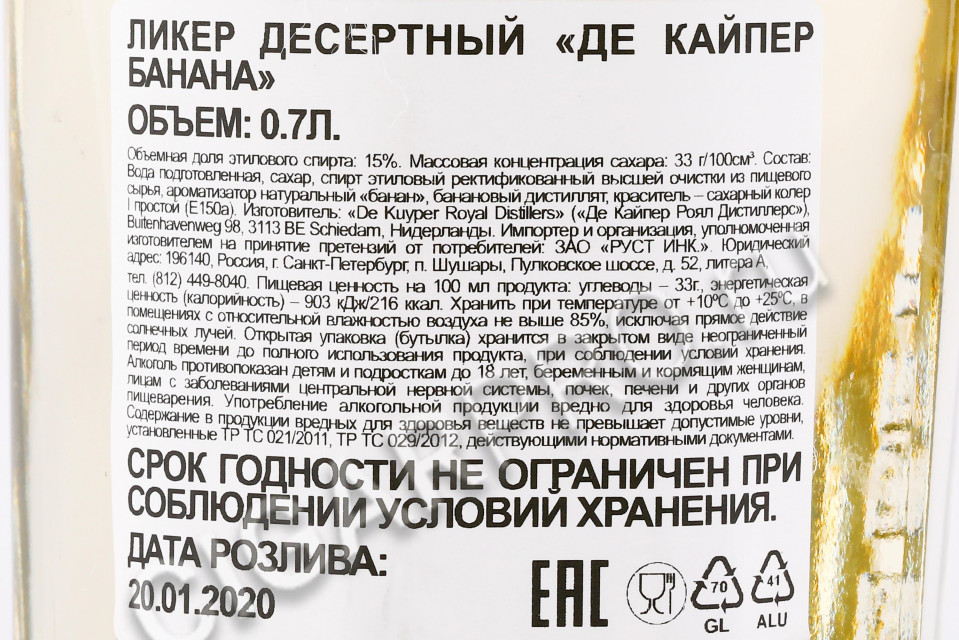 ЛИКЕР ДЕСЕРТНЫЙ «ДЕ КАЙПЕР
БАНАНА»
ОБЪЕМ: 0.7Л.
Объемная доля этилового спирта: 15%. Массовая концентрация сахара: 33 г/100см³. Состав:
Вода подготовленная, сахар, спирт этиловый ректификованный высшей очистки из пищевого
сырья, ароматизатор натуральный «банан», банановый дистиллят, краситель – сахарный колер
I простой (Е150а). Изготовитель: «De Kuyper Royal Distillers» («Де Кайпер Роял Дистиллерс»),
Buitenhavenweg 98, 3113 BE Schiedam, Нидерланды. Импортер и организация, уполномоченная
изготовителем на принятие претензий от потребителей: ЗАО «РУСТ ИНК.». Юридический
адрес: 196140, Россия, г. Санкт-Петербург, п. Шушары, Пулковское шоссе, д. 52, литера А,
тел. (812) 449-8040. Пищевая ценность на 100 мл продукта: углеводы – 33г, энергетическая
ценность (калорийность) – 903 кДж/216 ккал. Хранить при температуре от +10ºС до +25ºС, в
помещениях с относительной влажностью воздуха не выше 85%, исключая прямое действие
солнечных лучей. Открытая упаковка (бутылка) хранится в закрытом виде неограниченный
период времени до полного использования продукта, при соблюдении условий хранения.
Алкоголь противопоказан детям и подросткам до 18 лет, беременным и кормящим женщинам,
лицам с заболеваниями центральной нервной системы, почек, печени и других органов
пищеварения. Употребление алкогольной продукции вредно для здоровья человека.
Содержание в продукции вредных для здоровья веществ не превышает допустимые уровни,
установленные ТР ТС 021/2011, ТР ТС 029/2012, действующими нормативными документами.
СРОК ГОДНОСТИ НЕ ОГРАНИЧЕН ПРИ
СОБЛЮДЕНИИ УСЛОВИЙ ХРАНЕНИЯ.
ДАТА РОЗЛИВА:
20.01.2020
EAC
70
GL
41
ALU
CIGARPRO.ru